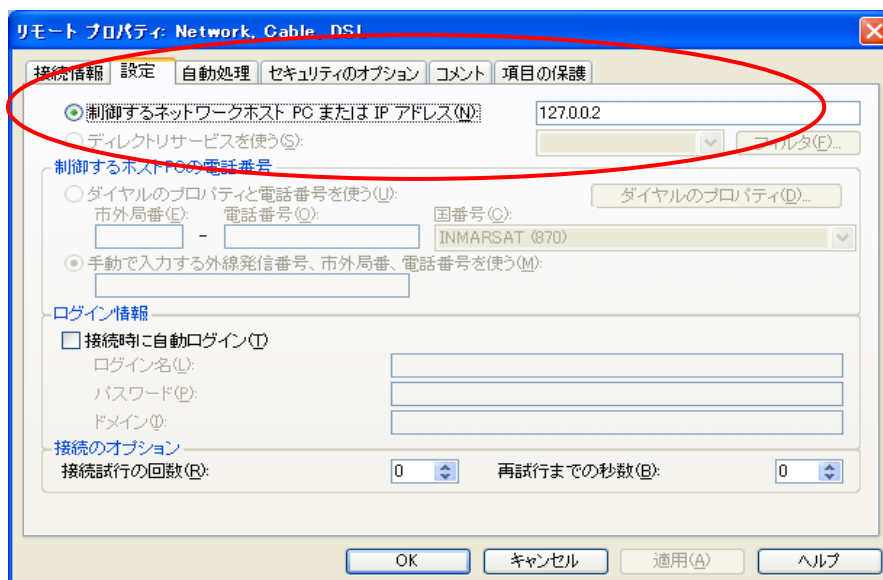 リモート プロパティ: Network, Cable, DSL
接続情報 設定 自動処理 セキュリティのオプション コメント 項目の保護
制御するネットワークホスト PC または IP アドレス(N): 127.0.0.2
ディレクトリサービスを使う(S): フィルタ(F)...
制御するホストPCの電話番号
ダイヤルのプロパティと電話番号を使う(U): ダイヤルのプロパティ(D)...
市外局番(E): 電話番号(O): 国番号(C):
- INMARSAT (870)
手動で入力する外線発信番号、市外局番、電話番号を使う(M):
ログイン情報
接続時に自動ログイン(T)
ログイン名(L):
パスワード(P):
ドメイン(I):
接続のオプション
接続試行の回数(R): 0 再試行までの秒数(B): 0
OK キャンセル 適用(A) ヘルプ